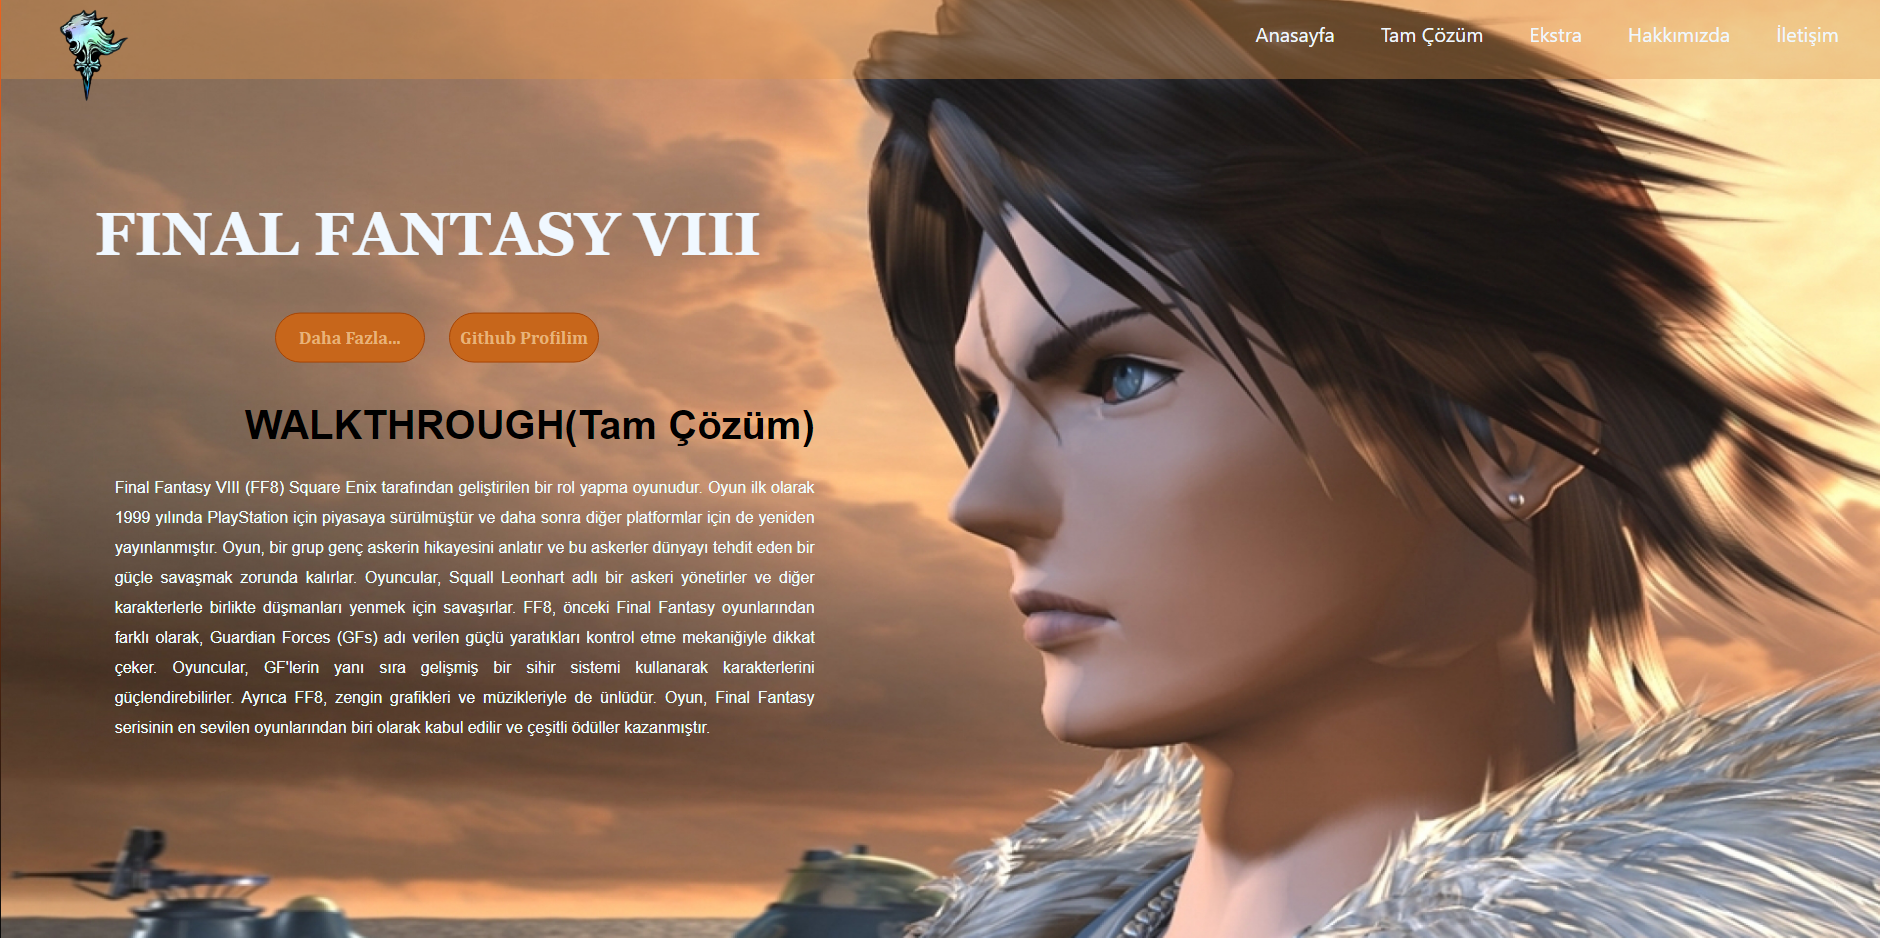 Anasayfa Tam Çözüm Ekstra Hakkımızda İletişim
FINAL FANTASY VIII
Daha Fazla... Github Profilim
WALKTHROUGH(Tam Çözüm)
Final Fantasy VIII (FF8) Square Enix tarafından geliştirilen bir rol yapma oyunudur. Oyun ilk olarak
1999 yılında PlayStation için piyasaya sürülmüştür ve daha sonra diğer platformlar için de yeniden
yayınlanmıştır. Oyun, bir grup genç askerin hikayesini anlatır ve bu askerler dünyayı tehdit eden bir
güçle savaşmak zorunda kalırlar. Oyuncular, Squall Leonhart adlı bir askeri yönetirler ve diğer
karakterlerle birlikte düşmanları yenmek için savaşırlar. FF8, önceki Final Fantasy oyunlarından
farklı olarak, Guardian Forces (GFs) adı verilen güçlü yaratıkları kontrol etme mekaniğiyle dikkat
çeker. Oyuncular, GF'lerin yanı sıra gelişmiş bir sihir sistemi kullanarak karakterlerini
güçlendirebilirler. Ayrıca FF8, zengin grafikleri ve müzikleriyle de ünlüdür. Oyun, Final Fantasy
serisinin en sevilen oyunlarından biri olarak kabul edilir ve çeşitli ödüller kazanmıştır.